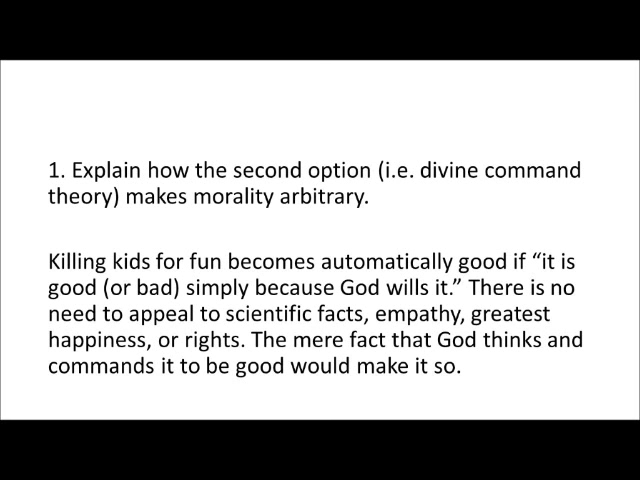 1. Explain how the second option (i.e. divine command
theory) makes morality arbitrary.
Killing kids for fun becomes automatically good if “it is
good (or bad) simply because God wills it.” There is no
need to appeal to scientific facts, empathy, greatest
happiness, or rights. The mere fact that God thinks and
commands it to be good would make it so.